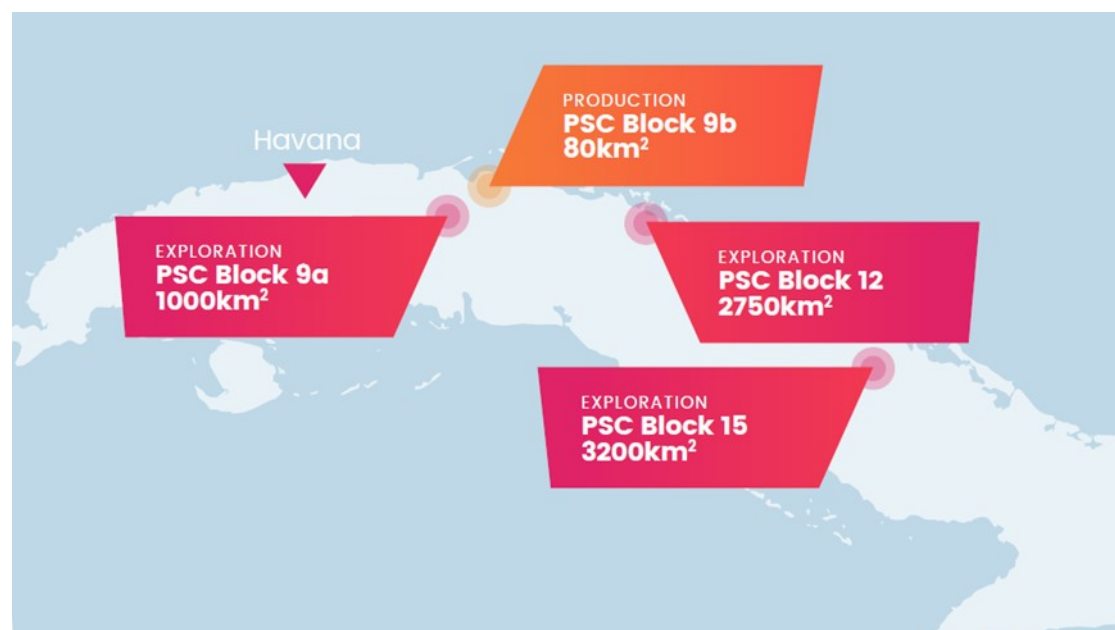 PRODUCTION
PSC Block 9b
80km²
Havana
EXPLORATION
PSC Block 9a
1000km²
EXPLORATION
PSC Block 12
2750km²
EXPLORATION
PSC Block 15
3200km²